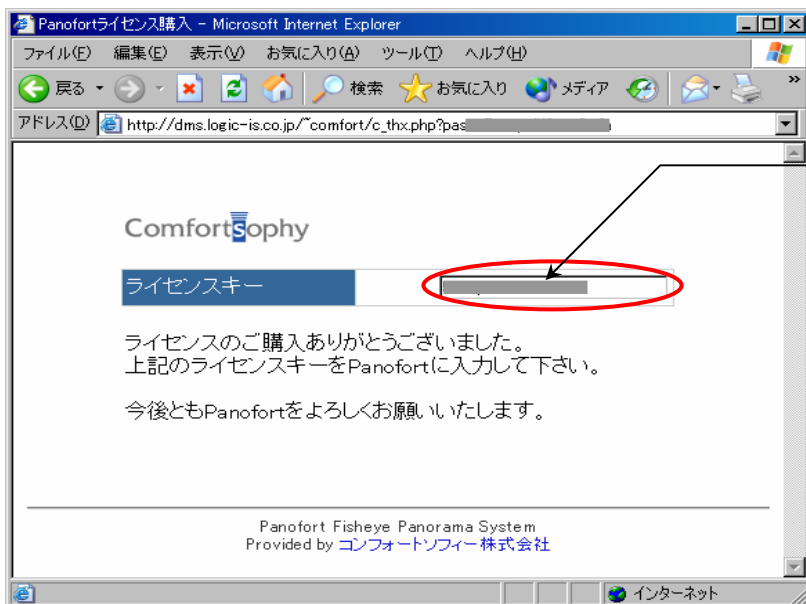 Panofortライセンス購入 - Microsoft Internet Explorer
ファイル(F) 編集(E) 表示(V) お気に入り(A) ツール(T) ヘルプ(H)
戻る 検索 お気に入り メディア »
アドレス(D) http://dms.logic-is.co.jp/~comfort/c_thx.php?pas
Comfortsophy
ライセンスキー
ライセンスのご購入ありがとうございました。
上記のライセンスキーをPanofortに入力して下さい。
今後ともPanofortをよろしくお願いいたします。
Panofort Fisheye Panorama System
Provided by コンフォートソフィー株式会社
インターネット